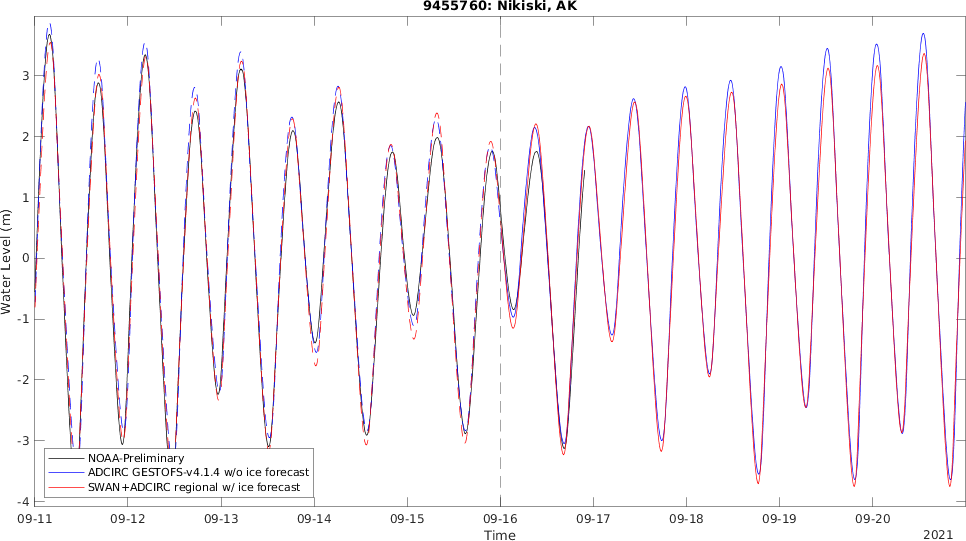 9455760: Nikiski, AK
Water Level (m)
3
2
1
0
-1
-2
-3
-4
NOAA-Preliminary
ADCIRC GESTOFS-v4.1.4 w/o ice forecast
SWAN+ADCIRC regional w/ ice forecast
09-11 09-12 09-13 09-14 09-15 09-16 09-17 09-18 09-19 09-20
Time
2021